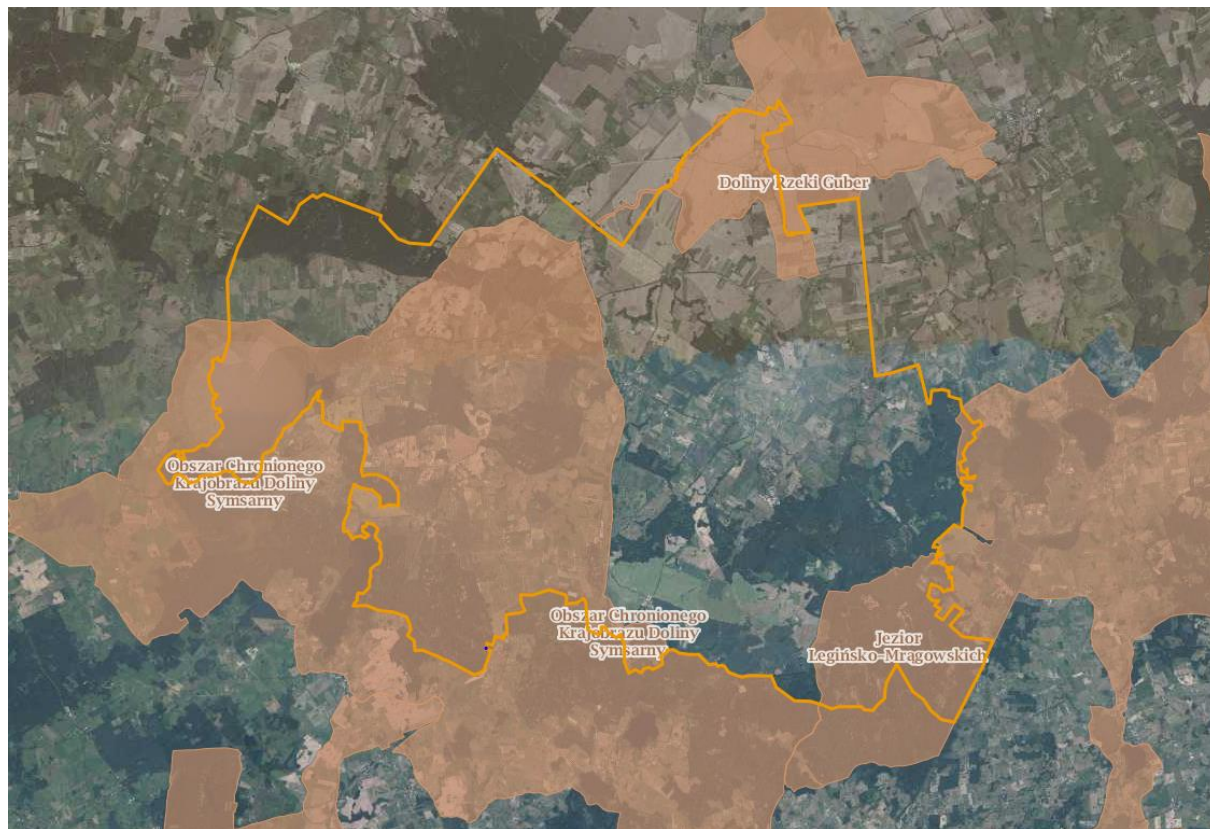 Doliny Rzeki Guber
Obszar Chronionego
Krajobrazu Doliny
Symsarny
Obszar Chronionego
Krajobrazu Doliny
Symsarny
Jezior
Legińsko-Mrągowskich